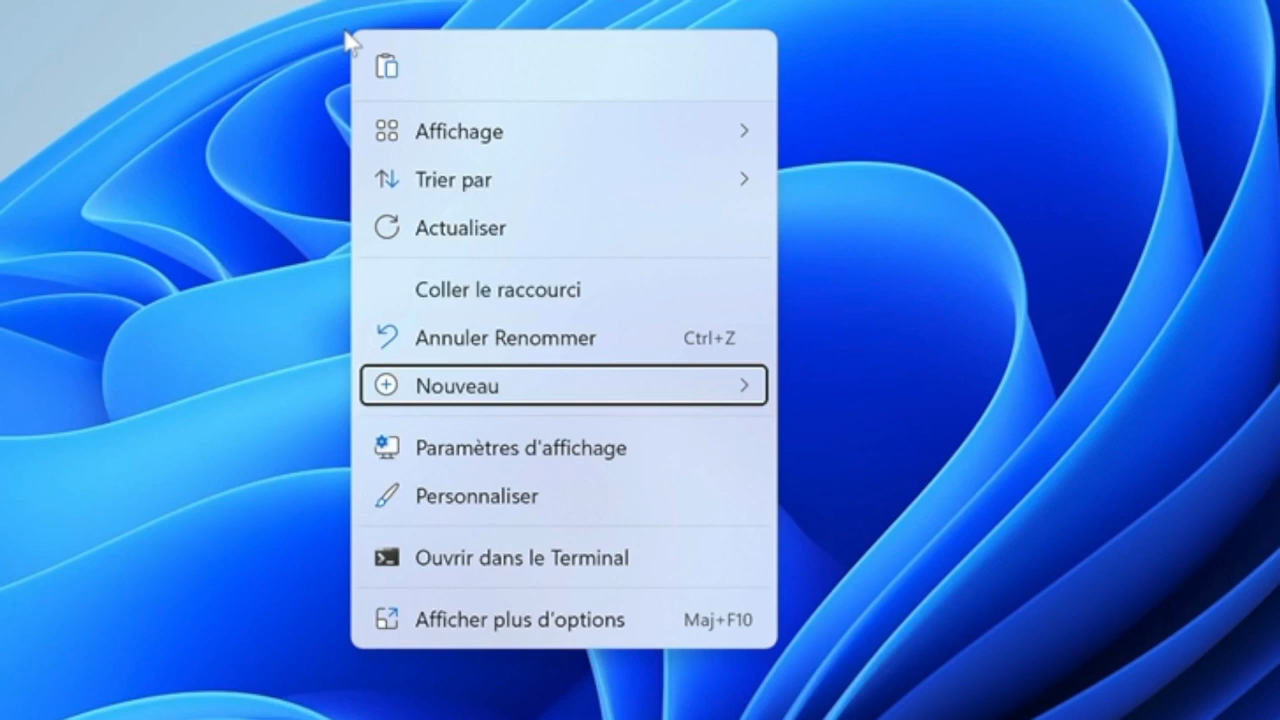 Affichage
Trier par
Actualiser
Coller le raccourci
Annuler Renommer Ctrl+Z
Nouveau
Paramètres d'affichage
Personnaliser
Ouvrir dans le Terminal
Afficher plus d'options Maj+F10